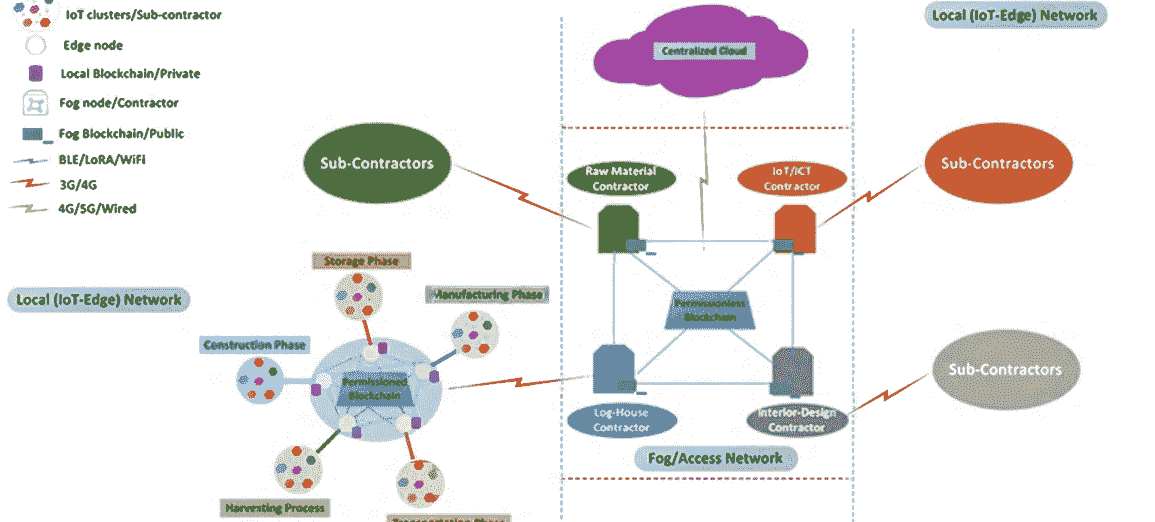 IoT clusters/Sub-contractor
Edge node
Local Blockchain/Private
Fog node/Contractor
Fog Blockchain/Public
BLE/LoRA/WiFi
3G/4G
4G/5G/Wired
Centralized Cloud
Local (IoT-Edge) Network
Sub-Contractors
Raw Material
Contractor
IoT/ICT
Contractor
Sub-Contractors
Storage Phase
Manufacturing Phase
Local (IoT-Edge) Network
Construction Phase
Permissioned
Blockchain
Permissionless
Blockchain
Sub-Contractors
Log-House
Contractor
Interior-Design
Contractor
Fog/Access Network
Harvesting Process
Transportation Phase